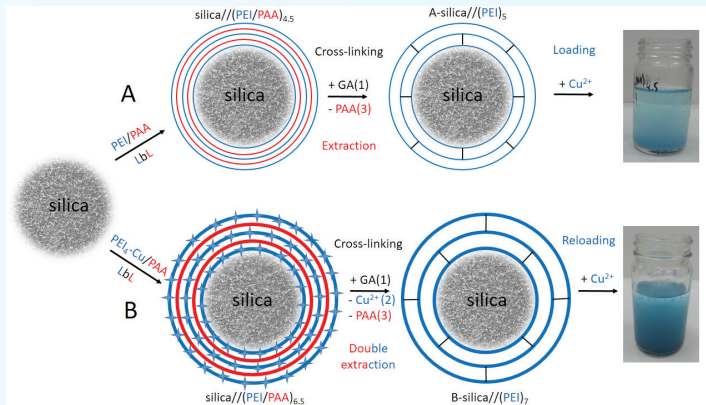 silica//(PEI/PAA)4.5
A-silica//(PEI)5
Cross-linking
Loading
A
silica
+ GA(1)
silica
+ Cu2+
- PAA(3)
PEI/PAA
LbL
Extraction
silica
PEI4-Cu/PAA
LbL
Cross-linking
Reloading
B
silica
+ GA(1)
- Cu2+(2)
- PAA(3)
silica
+ Cu2+
Double
extraction
silica//(PEI/PAA)6.5
B-silica//(PEI)7